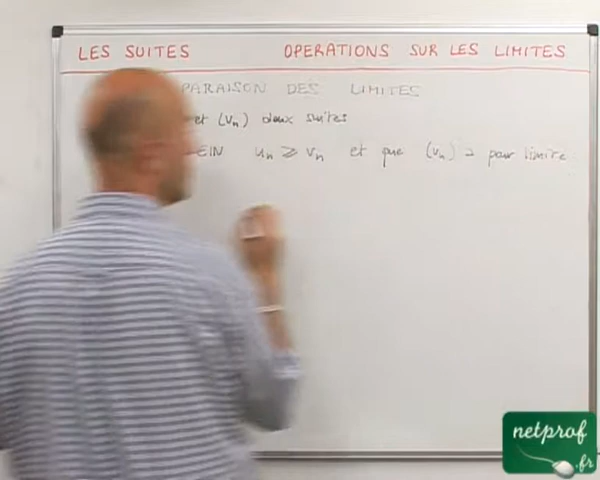 LES SUITES OPERATIONS SUR LES LIMITES
PARAISON DES LIMITES
et (vn) deux suites
EIN un ≥ vn et que (vn) a pour limite
netprof
.fr